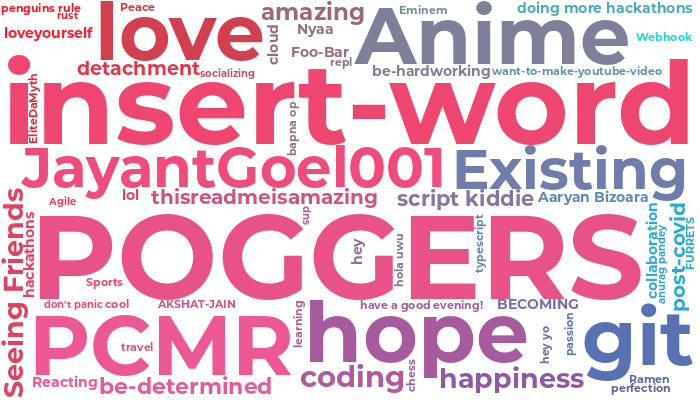 penguins rule
Peace
rust
love
amazing
Eminem
doing more hackathons
loveyourself
cloud
Nyaa
Anime
Webhook
Foo-Bar
repl
detachment
socializing
be-hardworking
want-to-make-youtube-video
EliteDaMyth
insert-word
bapna op
JayantGoel001
Existing
lol
thisreadmeisamazing
script kiddie
Aaryan Bizoara
Agile
Seeing Friends
hackathons
POGGERS
sup
hey
hola uwu
typescript
collaboration
anurag pandey
post-covid
FURRETS
Sports
don't panic
cool
AKSHAT-JAIN
learning
have a good evening!
BECOMING
PCMR
travel
hope
hey yo
passion
git
Reacting
be-determined
coding
chess
happiness
Ramen
perfection